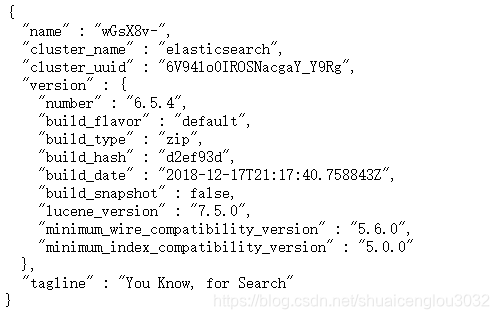 {
  "name" : "wGsX8v-",
  "cluster_name" : "elasticsearch",
  "cluster_uuid" : "6V94lo0IROSNacgaY_Y9Rg",
  "version" : {
    "number" : "6.5.4",
    "build_flavor" : "default",
    "build_type" : "zip",
    "build_hash" : "d2ef93d",
    "build_date" : "2018-12-17T21:17:40.758843Z",
    "build_snapshot" : false,
    "lucene_version" : "7.5.0",
    "minimum_wire_compatibility_version" : "5.6.0",
    "minimum_index_compatibility_version" : "5.0.0"
  },
  "tagline" : "You Know, for Search"
}
https://blog.csdn.net/shuaicenglou3032